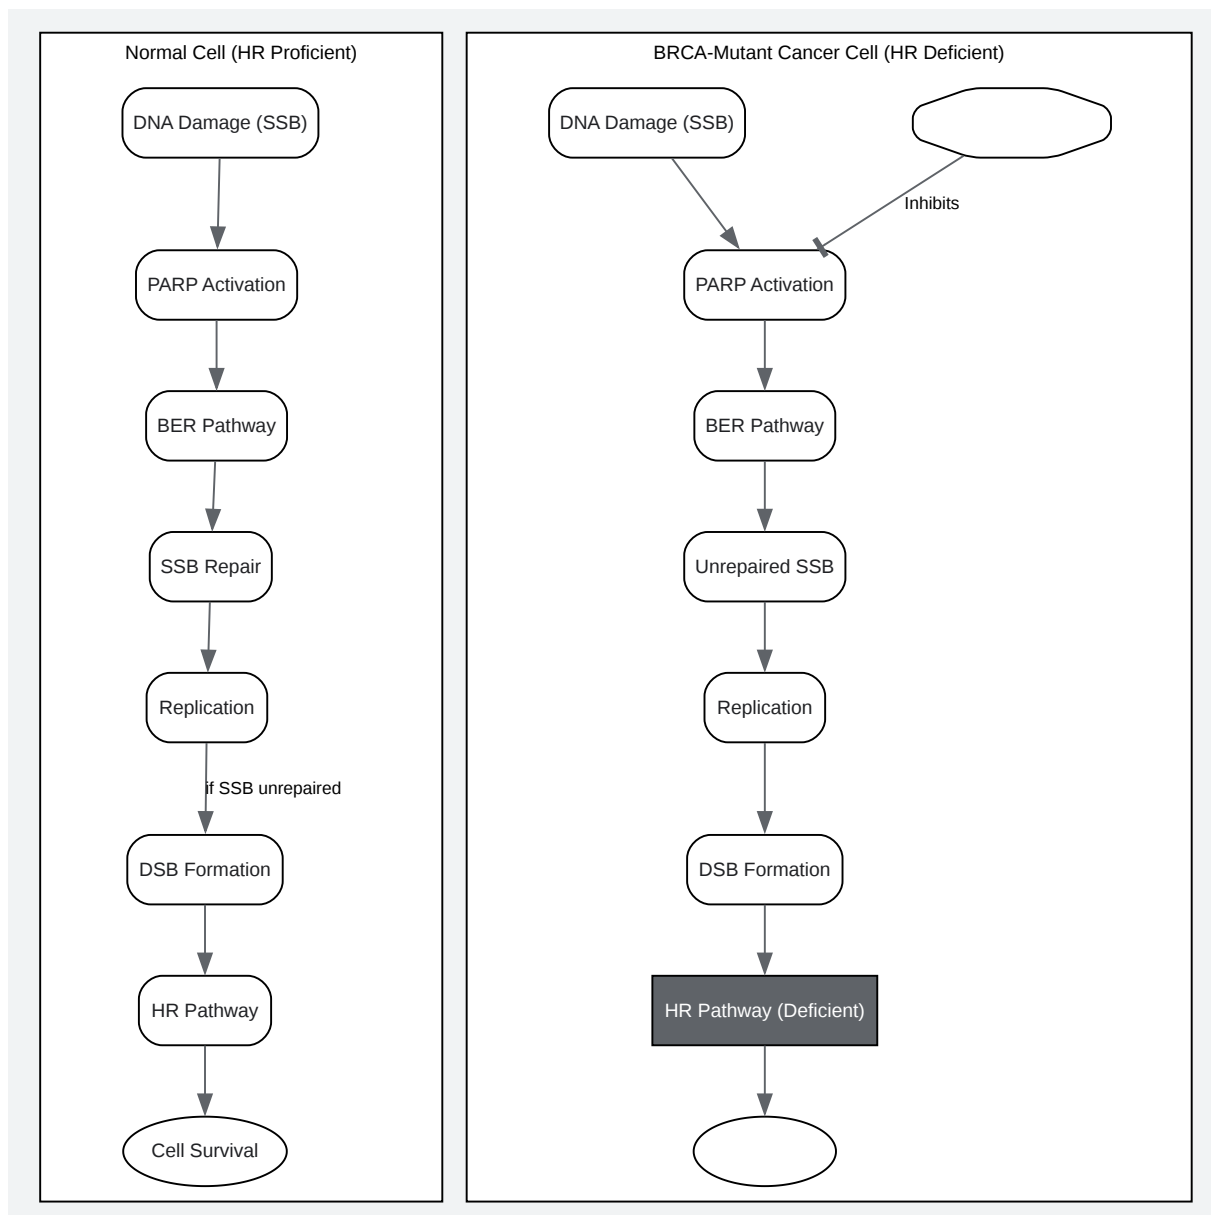 Normal Cell (HR Proficient)
DNA Damage (SSB)
PARP Activation
BER Pathway
SSB Repair
Replication
if SSB unrepaired
DSB Formation
HR Pathway
Cell Survival
BRCA-Mutant Cancer Cell (HR Deficient)
DNA Damage (SSB)
Inhibits
PARP Activation
BER Pathway
Unrepaired SSB
Replication
DSB Formation
HR Pathway (Deficient)